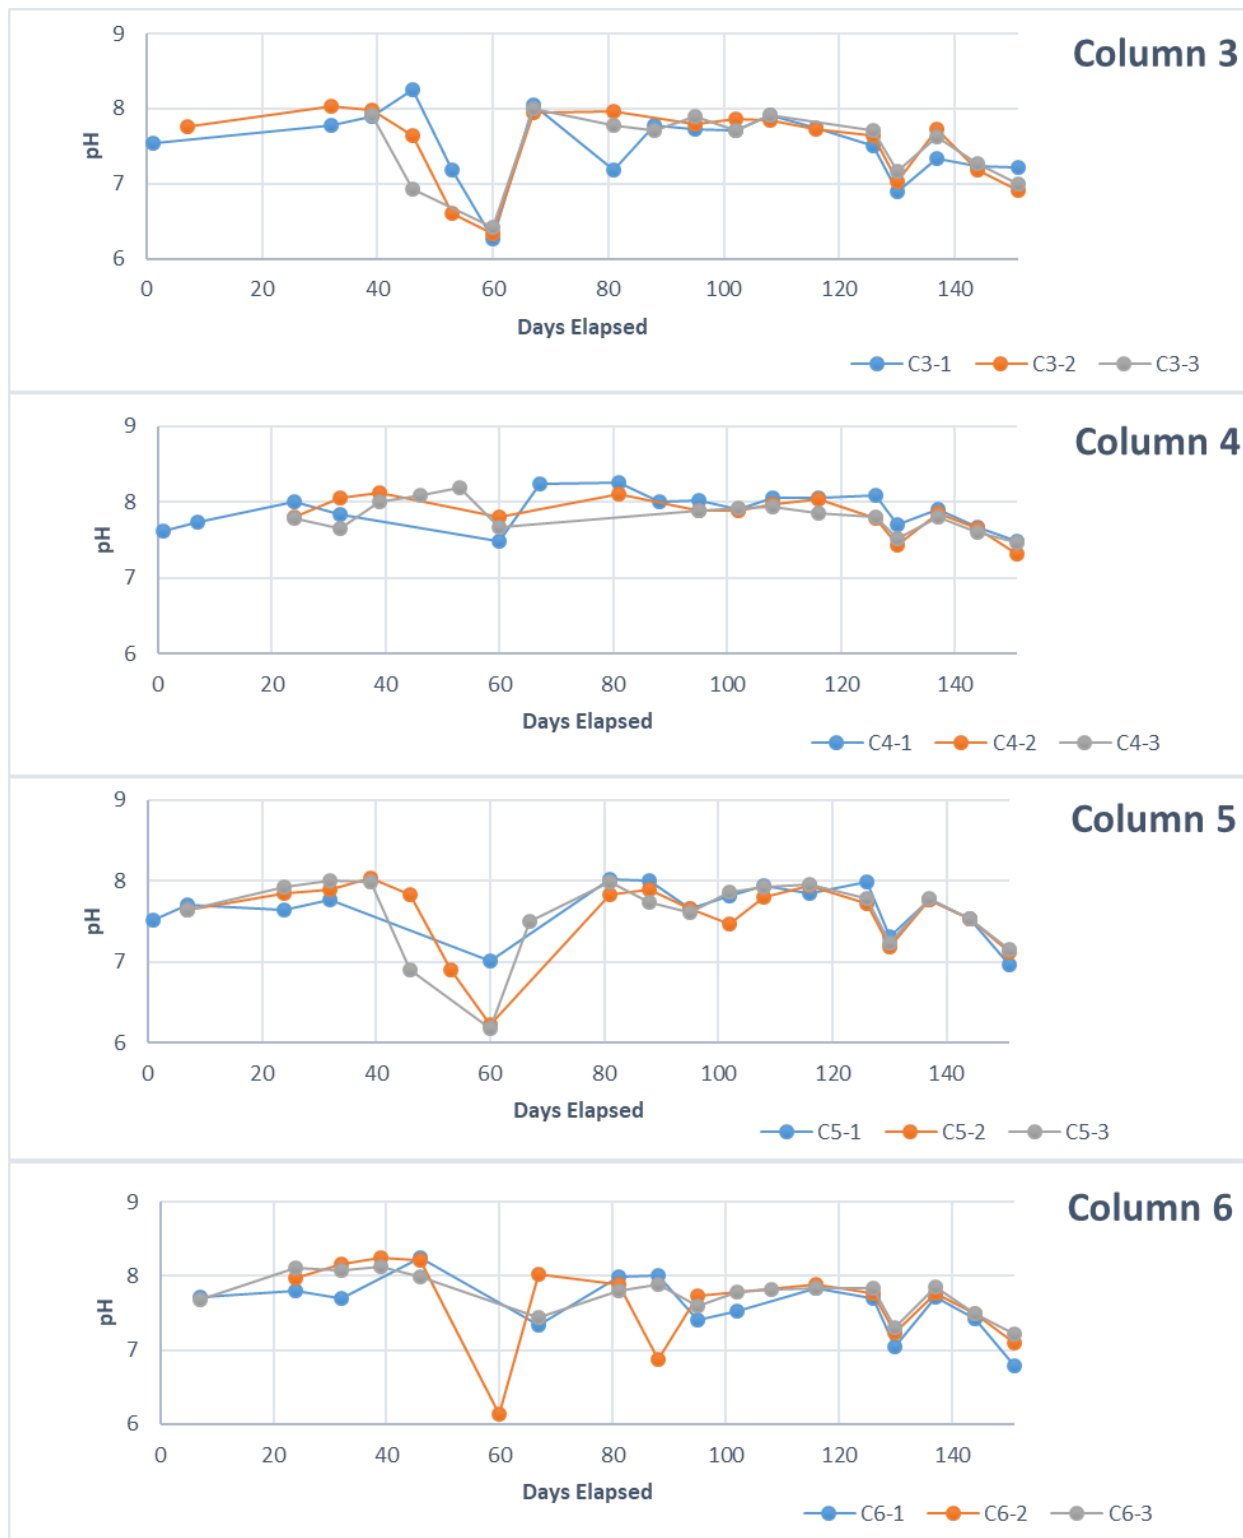 Column 3
9
8
7
6
pH
0 20 40 60 80 100 120 140
Days Elapsed
C3-1 C3-2 C3-3
Column 4
9
8
7
6
pH
0 20 40 60 80 100 120 140
Days Elapsed
C4-1 C4-2 C4-3
Column 5
9
8
7
6
pH
0 20 40 60 80 100 120 140
Days Elapsed
C5-1 C5-2 C5-3
Column 6
9
8
7
6
pH
0 20 40 60 80 100 120 140
Days Elapsed
C6-1 C6-2 C6-3